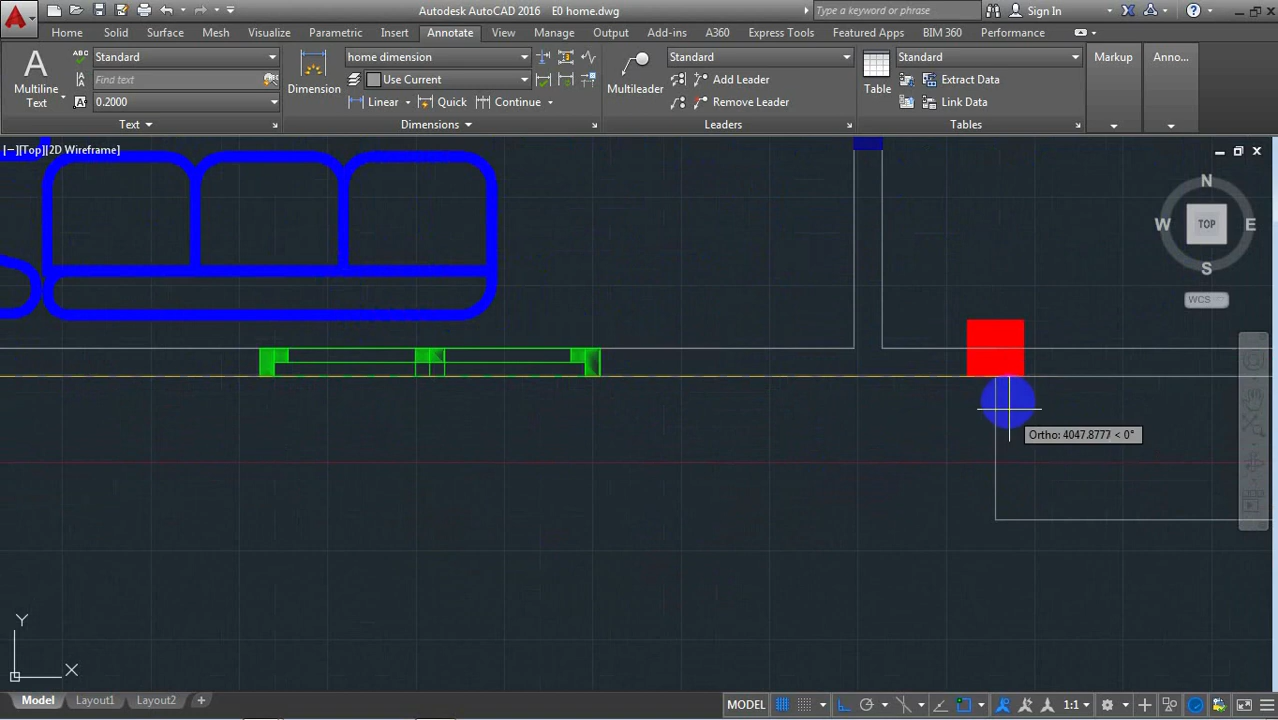 Autodesk AutoCAD 2016   E0 home.dwg
Type a keyword or phrase
Sign In
Home
Solid
Surface
Mesh
Visualize
Parametric
Insert
Annotate
View
Manage
Output
Add-ins
A360
Express Tools
Featured Apps
BIM 360
Performance
Multiline
Text
Standard
Find text
0.2000
Text
Dimension
home dimension
Use Current
Linear
Quick
Continue
Dimensions
Multileader
Standard
Add Leader
Remove Leader
Leaders
Table
Standard
Extract Data
Link Data
Tables
Markup
Anno...
[−][Top][2D Wireframe]
N
W
TOP
E
S
WCS
Ortho: 4047.8777 < 0°
Y
X
Model
Layout1
Layout2
MODEL
1:1